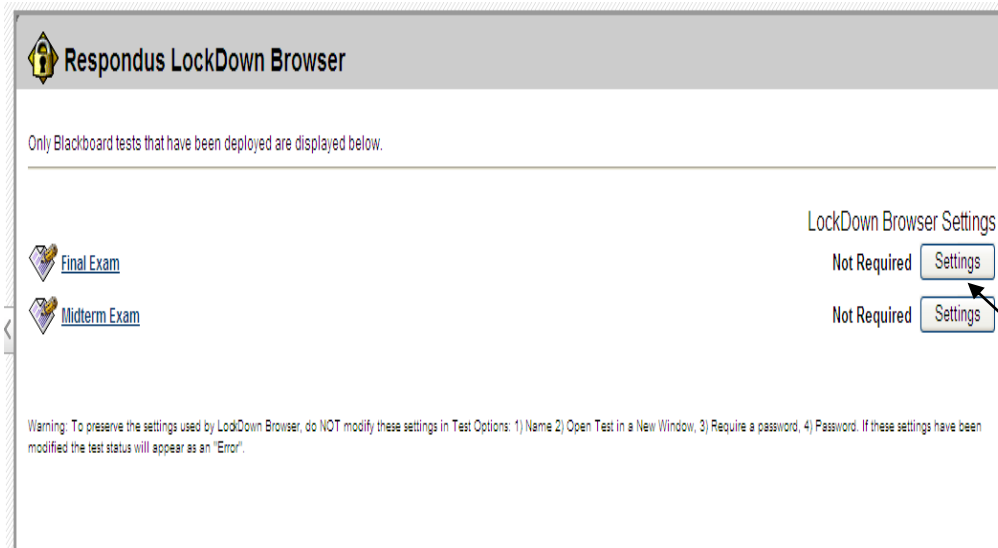 Respondus LockDown Browser
Only Blackboard tests that have been deployed are displayed below.
LockDown Browser Settings
Final Exam Not Required Settings
Midterm Exam Not Required Settings
Warning: To preserve the settings used by LockDown Browser, do NOT modify these settings in Test Options: 1) Name 2) Open Test in a New Window, 3) Require a password, 4) Password. If these settings have been
modified the test status will appear as an "Error".